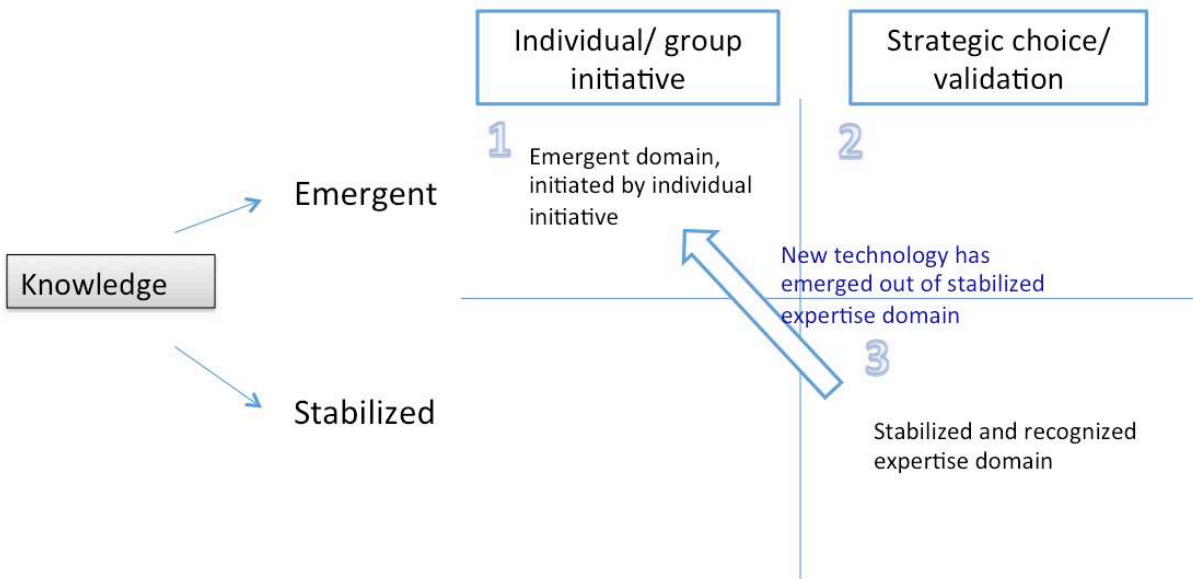 Individual/ group
initiative
Strategic choice/
validation
1
Emergent domain,
initiated by individual
initiative
2
Emergent
New technology has
emerged out of stabilized
expertise domain
Knowledge
3
Stabilized
Stabilized and recognized
expertise domain